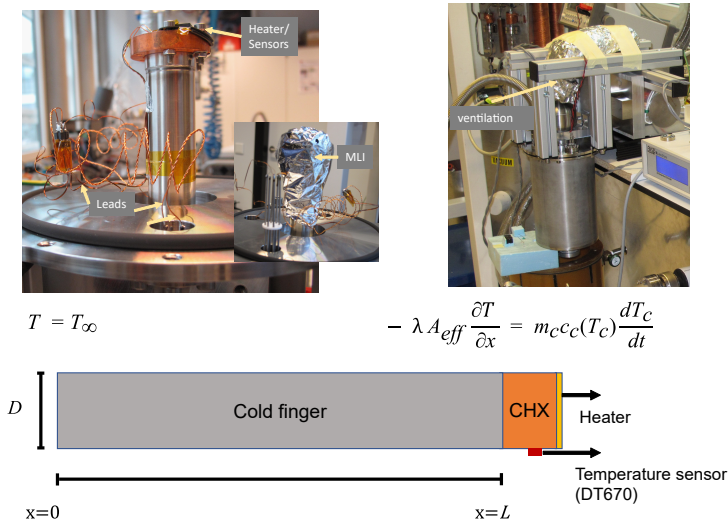 Heater/
Sensors
Leads
MLI
ventilation
VACUUM
T = T∞
− λ A_eff ∂T/∂x = m_C c_C(T_C) dT_C/dt
D
Cold finger
CHX
Heater
Temperature sensor
(DT670)
x=0
x=L